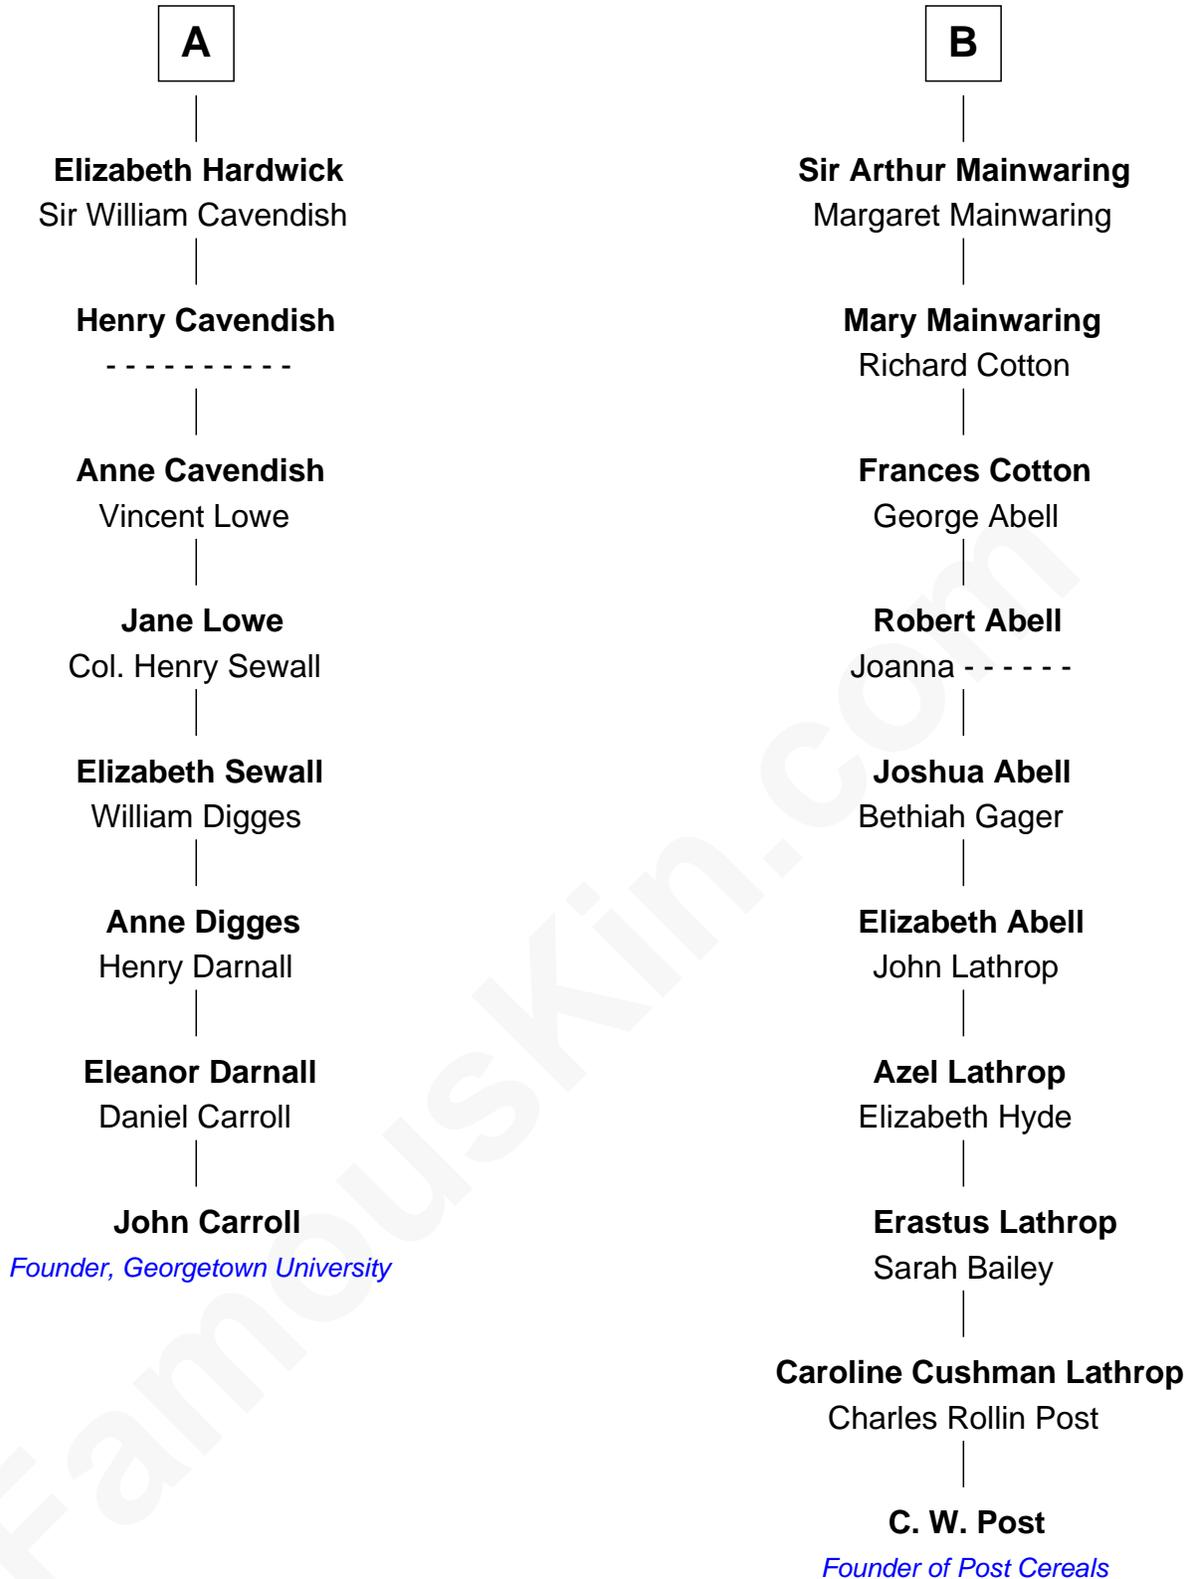 A
Elizabeth Hardwick
Sir William Cavendish
Henry Cavendish
- - - - - - - - - -
Anne Cavendish
Vincent Lowe
Jane Lowe
Col. Henry Sewall
Elizabeth Sewall
William Digges
Anne Digges
Henry Darnall
Eleanor Darnall
Daniel Carroll
John Carroll
Founder, Georgetown University
B
Sir Arthur Mainwaring
Margaret Mainwaring
Mary Mainwaring
Richard Cotton
Frances Cotton
George Abell
Robert Abell
Joanna - - - - - -
Joshua Abell
Bethiah Gager
Elizabeth Abell
John Lathrop
Azel Lathrop
Elizabeth Hyde
Erastus Lathrop
Sarah Bailey
Caroline Cushman Lathrop
Charles Rollin Post
C. W. Post
Founder of Post Cereals
FamousKin.com